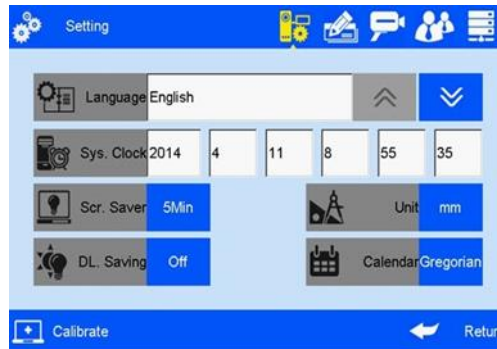 Setting
Language English
Sys. Clock 2014 4 11 8 55 35
Scr. Saver 5Min Unit mm
DL. Saving Off Calendar Gregorian
Calibrate Retur